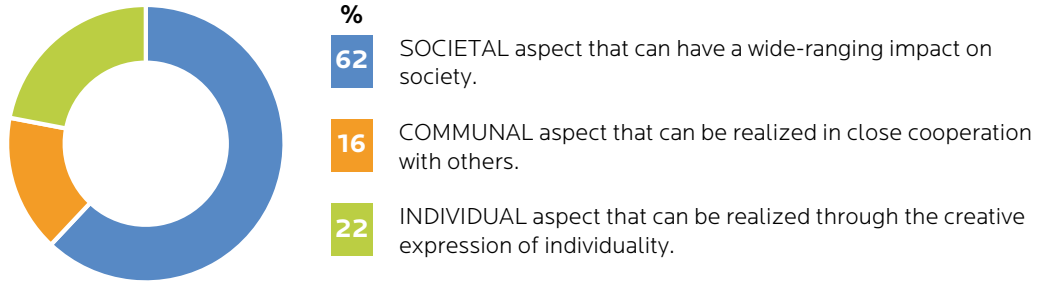 %
62
SOCIETAL aspect that can have a wide-ranging impact on
society.
16
COMMUNAL aspect that can be realized in close cooperation
with others.
22
INDIVIDUAL aspect that can be realized through the creative
expression of individuality.